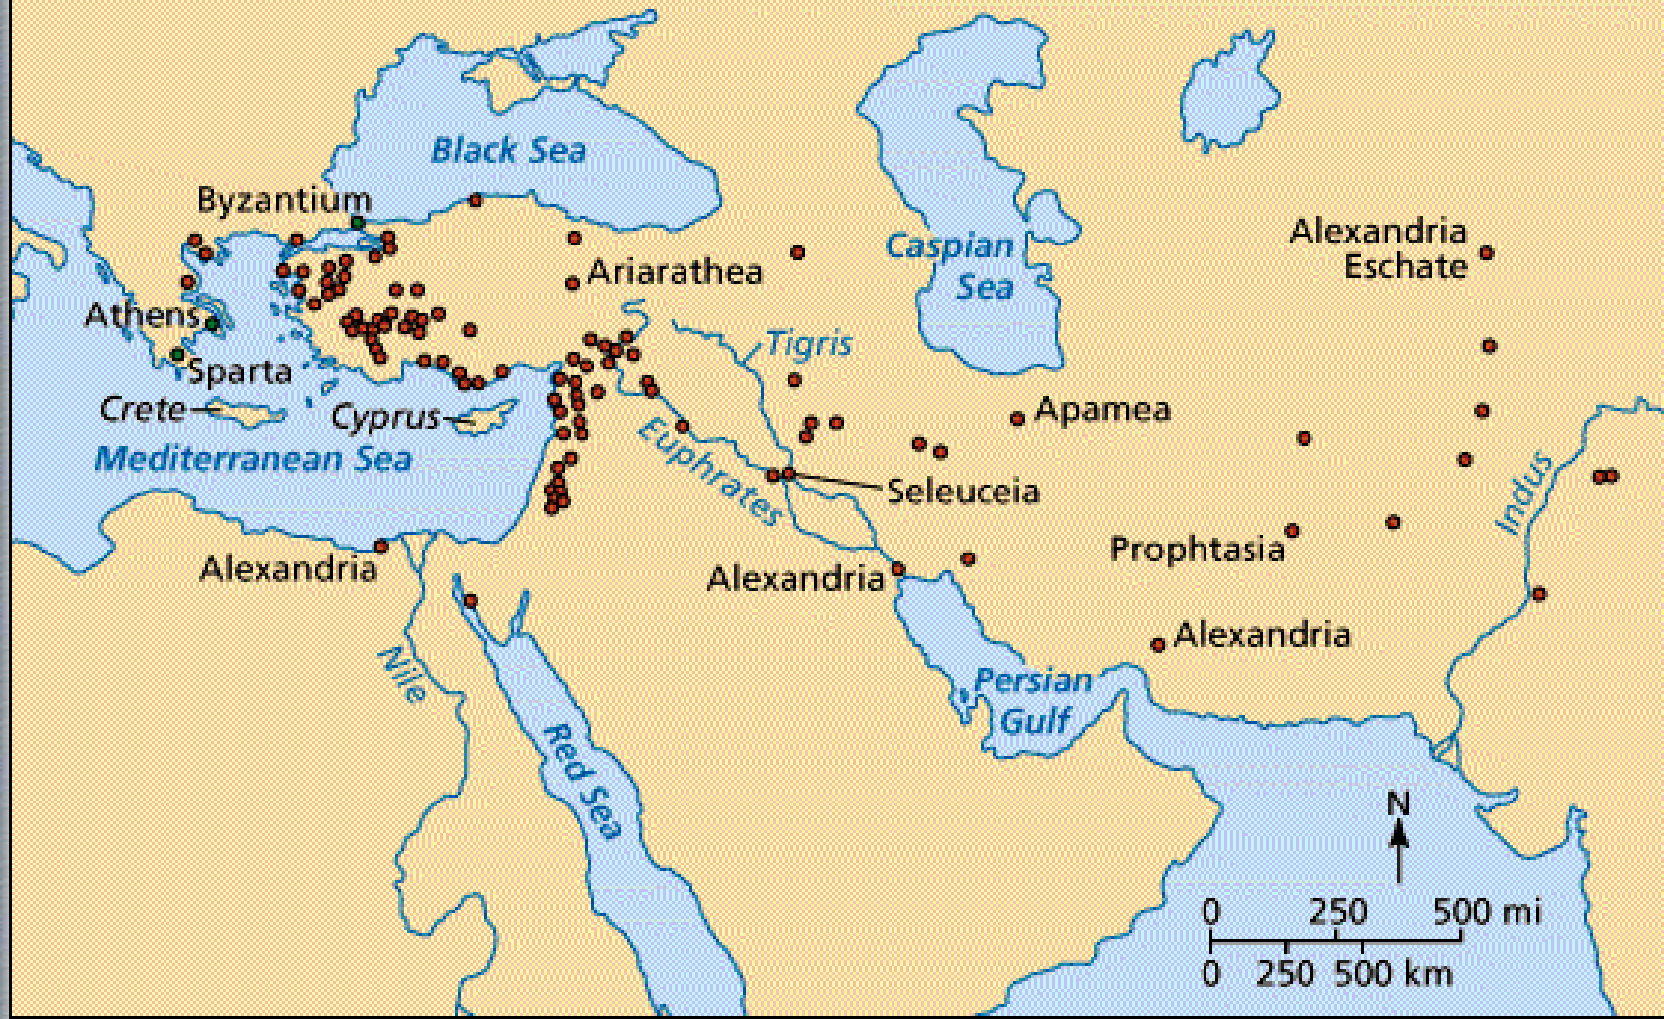 Black Sea
Byzantium
Caspian
Sea
Alexandria
Eschate
Ariarathea
Athens
Tigris
Sparta
Crete
Cyprus
Apamea
Mediterranean Sea
Euphrates
Seleuceia
Indus
Prophtasia
Alexandria
Alexandria
Alexandria
Nile
Persian
Gulf
Red Sea
N
0 250 500 mi
0 250 500 km